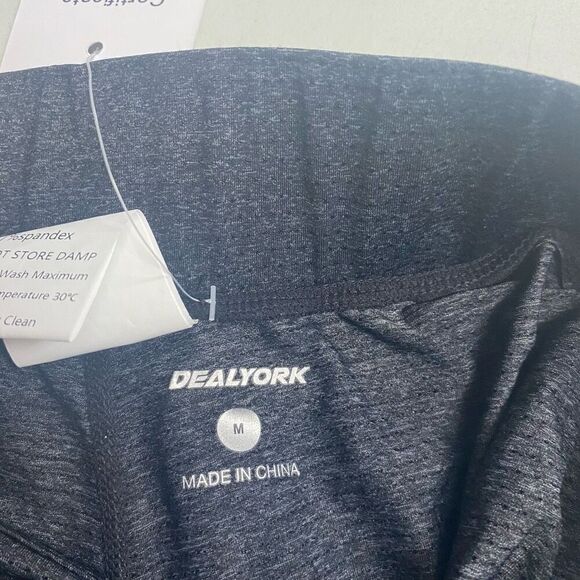 Certificate
%spandex
STORE DAMP
Wash Maximum
mperature 30℃
Clean
DEALYORK
M
MADE IN CHINA